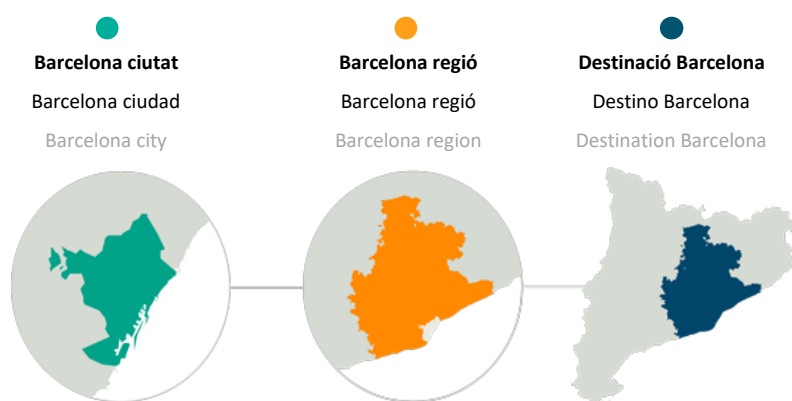 Barcelona ciutat
Barcelona ciudad
Barcelona city
Barcelona regió
Barcelona regió
Barcelona region
Destinació Barcelona
Destino Barcelona
Destination Barcelona